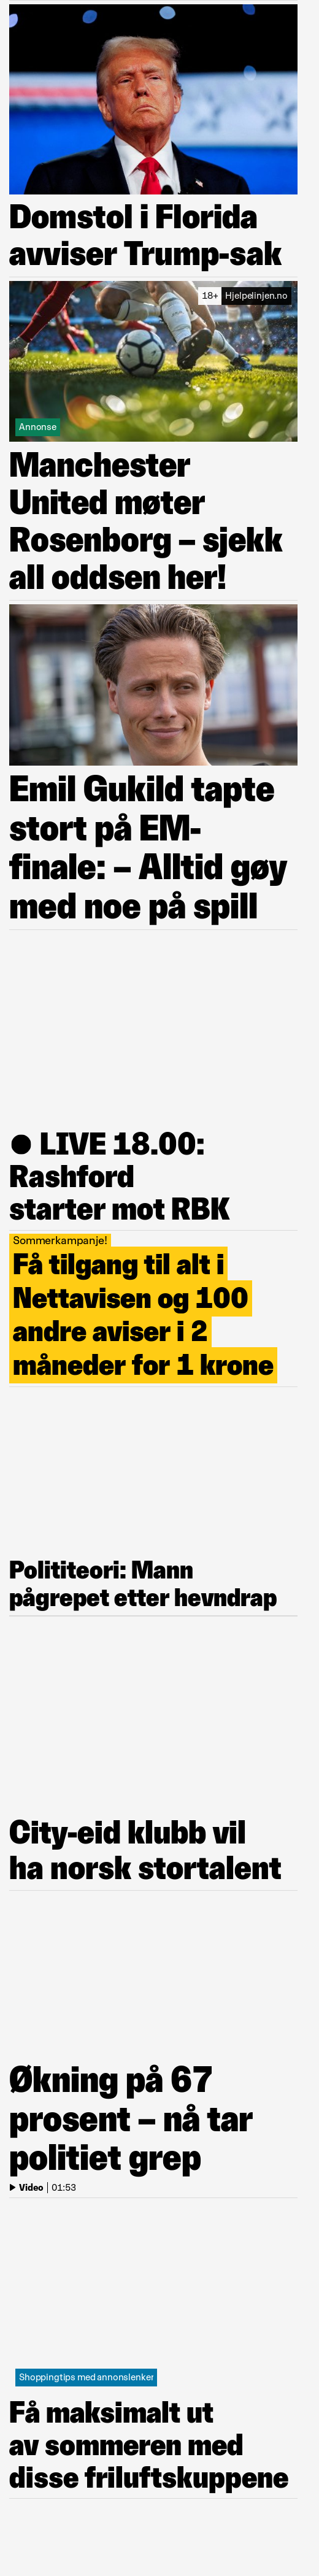 Domstol i Florida
avviser Trump-sak
18+ Hjelpelinjen.no
Annonse
Manchester
United møter
Rosenborg – sjekk
all oddsen her!
Emil Gukild tapte
stort på EM-
finale: – Alltid gøy
med noe på spill
● LIVE 18.00:
Rashford
starter mot RBK
Sommerkampanje!
Få tilgang til alt i
Nettavisen og 100
andre aviser i 2
måneder for 1 krone
Polititeori: Mann
pågrepet etter hevndrap
City-eid klubb vil
ha norsk stortalent
Økning på 67
prosent – nå tar
politiet grep
Video | 01:53
Shoppingtips med annonslenker
Få maksimalt ut
av sommeren med
disse friluftskuppene